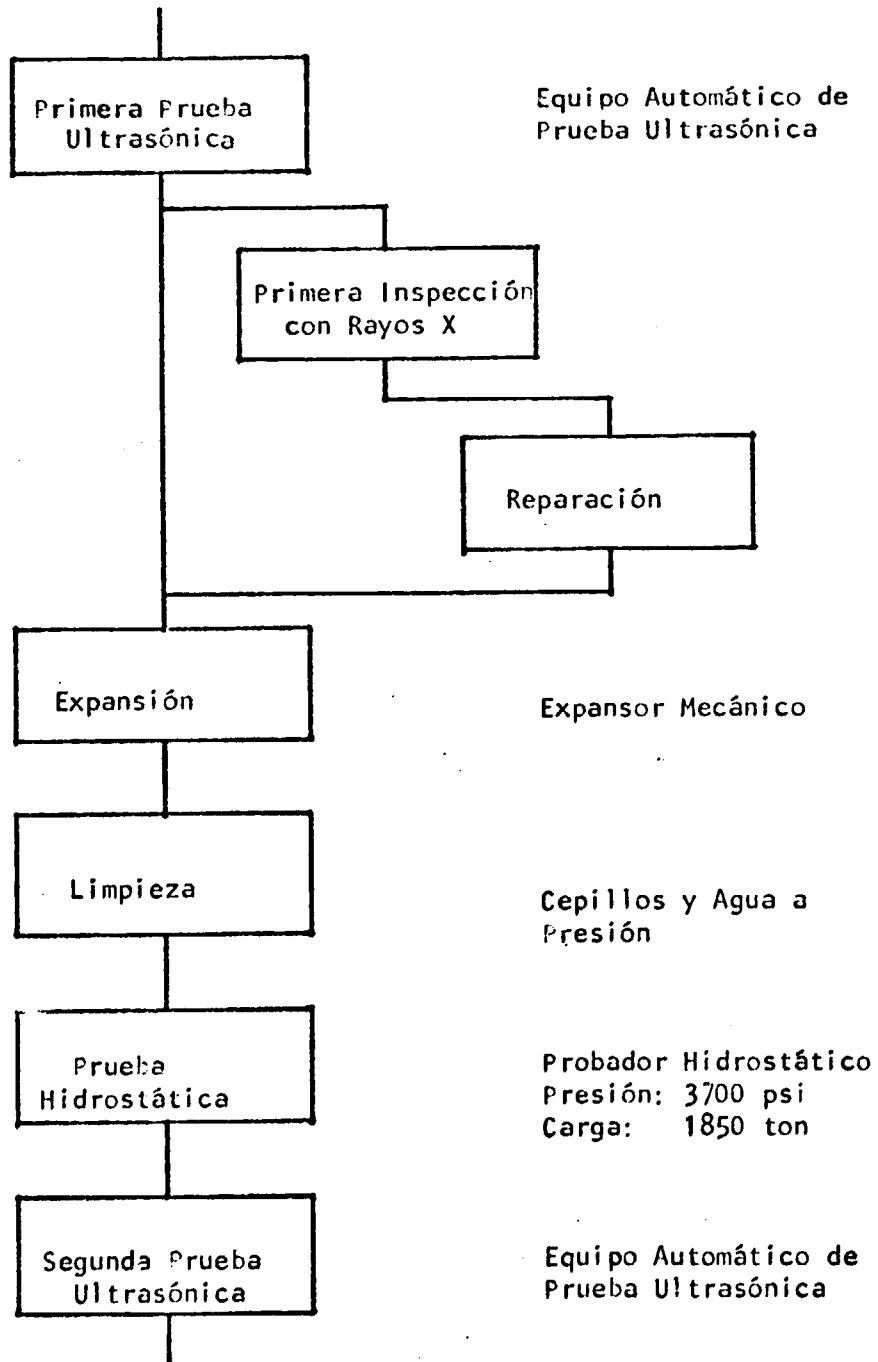 Primera Prueba
Ultrasónica
Equipo Automático de
Prueba Ultrasónica
Primera Inspección
con Rayos X
Reparación
Expansión
Expansor Mecánico
Limpieza
Cepillos y Agua a
Presión
Prueba
Hidrostática
Probador Hidrostático
Presión: 3700 psi
Carga: 1850 ton
Segunda Prueba
Ultrasónica
Equipo Automático de
Prueba Ultrasónica